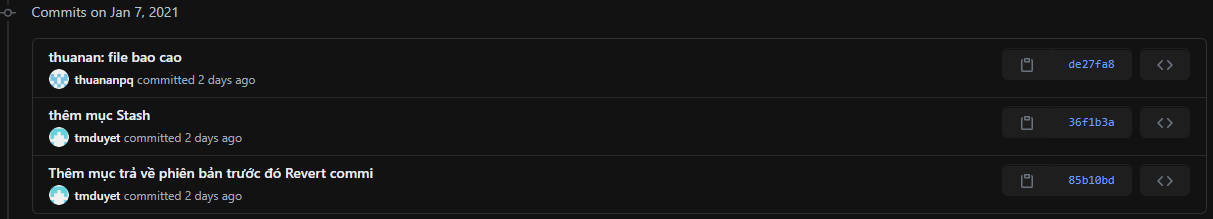 Commits on Jan 7, 2021
thuanan: file bao cao
de27fa8
thuananpq committed 2 days ago
thêm mục Stash
36f1b3a
tmduyet committed 2 days ago
Thêm mục trả về phiên bản trước đó Revert commi
85b10bd
tmduyet committed 2 days ago